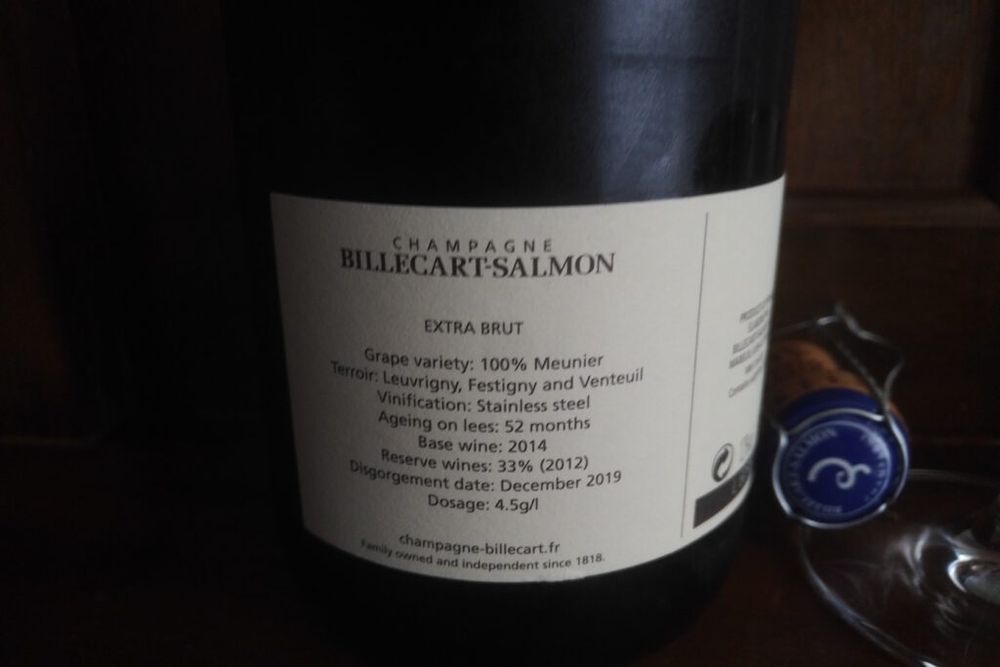 CHAMPAGNE
BILLECART-SALMON
EXTRA BRUT
Grape variety: 100% Meunier
Terroir: Leuvrigny, Festigny and Venteuil
Vinification: Stainless steel
Ageing on lees: 52 months
Base wine: 2014
Reserve wines: 33% (2012)
Disgorgement date: December 2019
Dosage: 4.5g/l
champagne-billecart.fr
Family owned and independent since 1818.